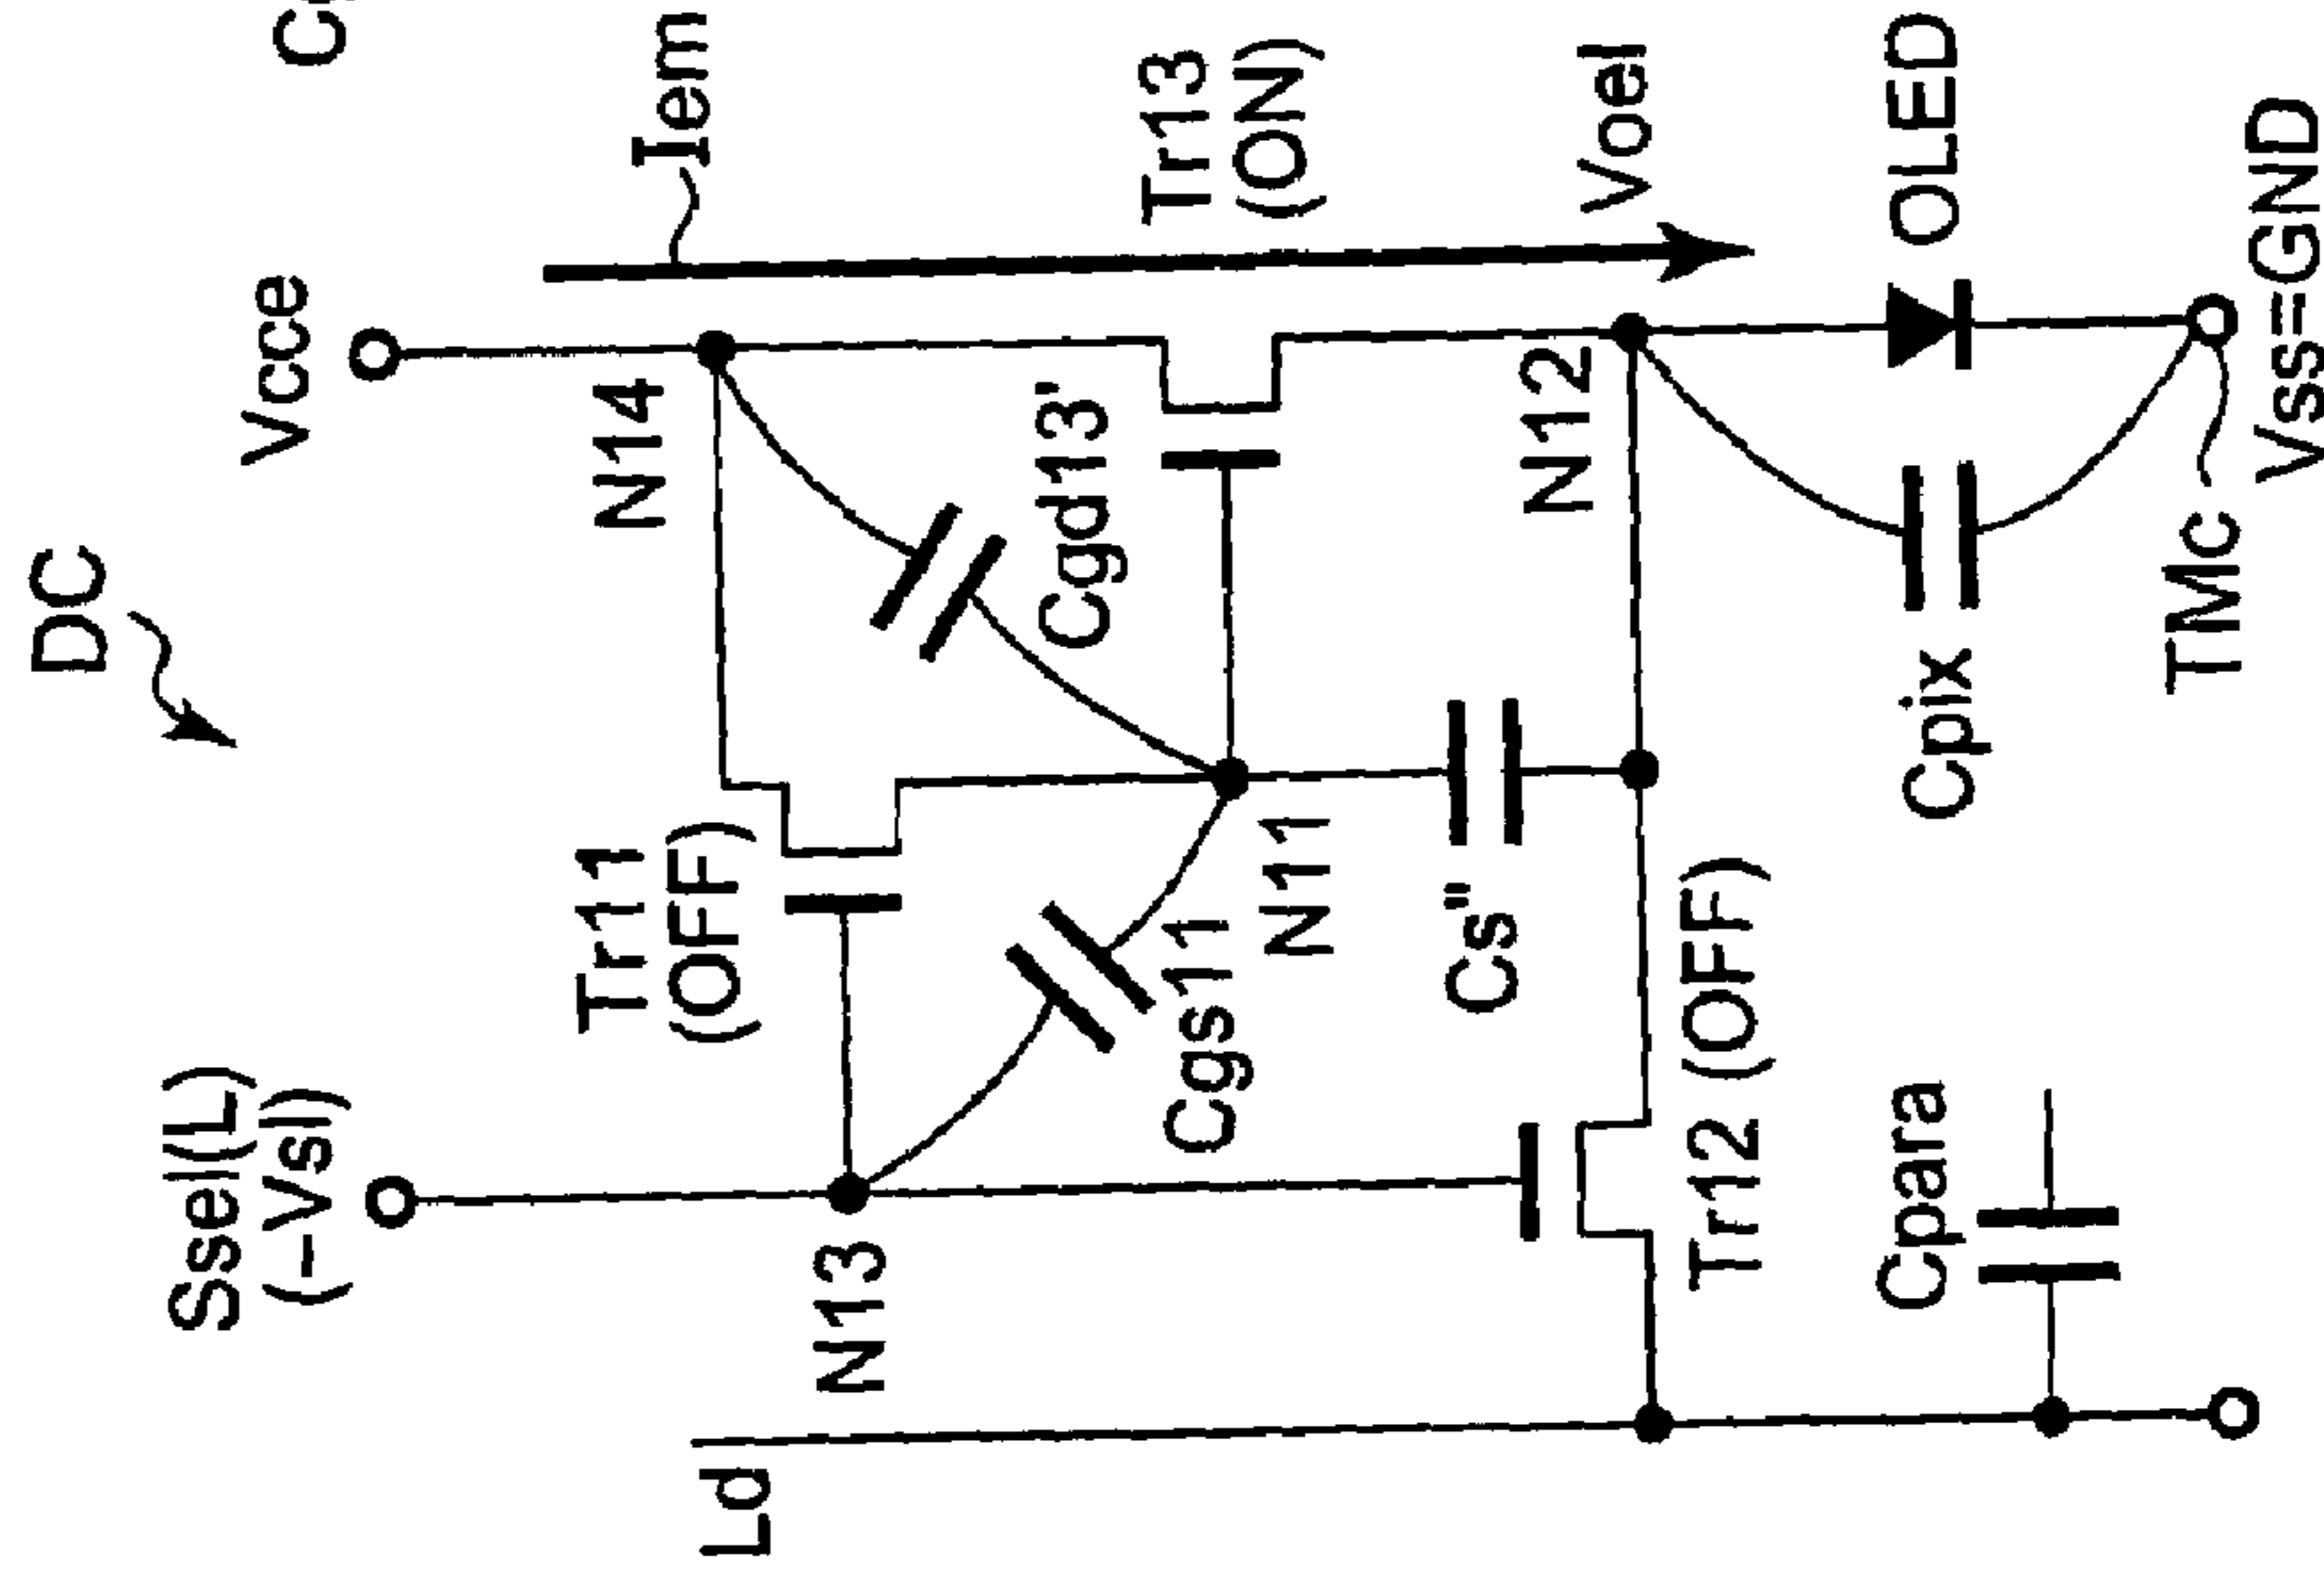 DC
Vcce
Iem
Ssel(L)
(-Vsl)
N14
Tr11
(OFF)
N13
Cgd13'
Tr13
(ON)
Cgs11
N11
Ld
Cs"
N12
Voel
Tr12 (OFF)
Cpara
Cpix
OLED
TMc
Vss=GND